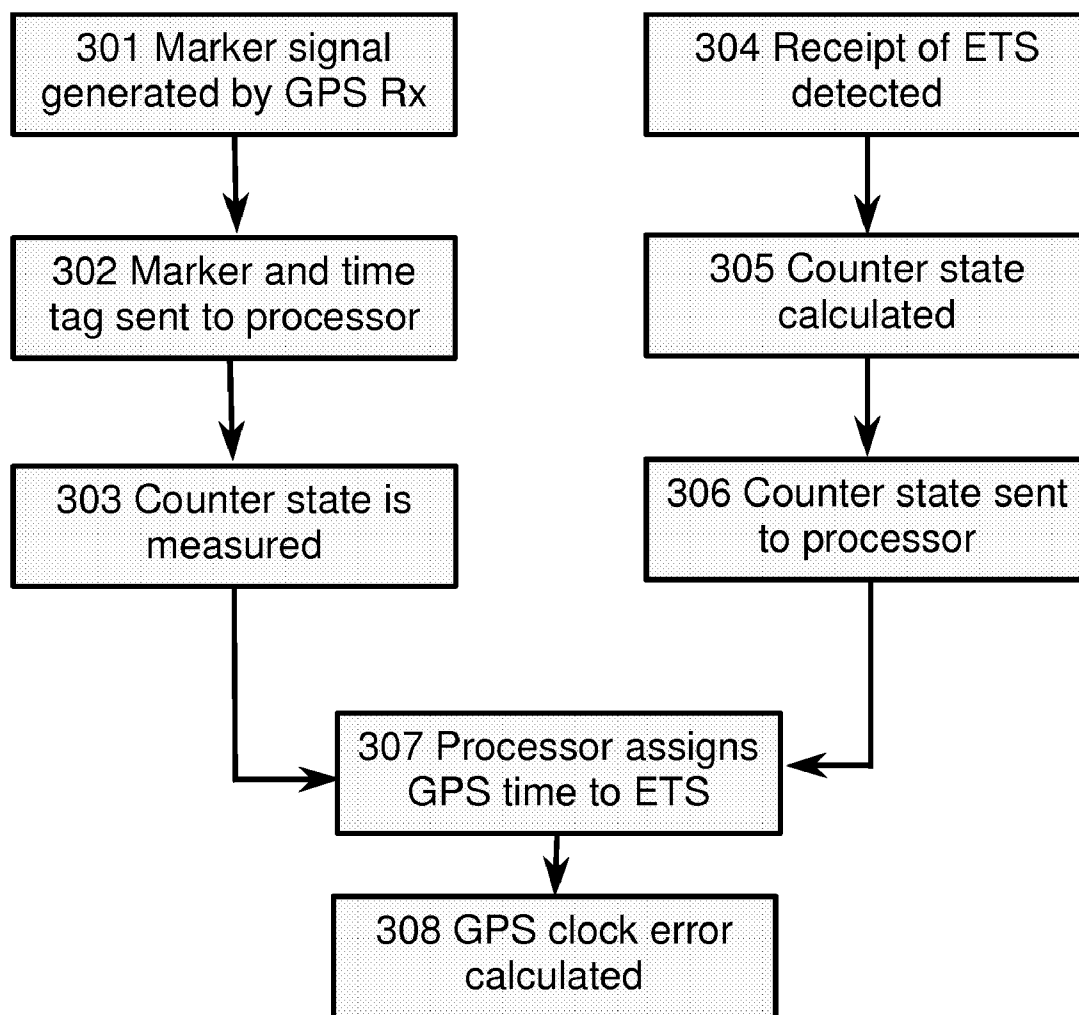 301 Marker signal
generated by GPS Rx
302 Marker and time
tag sent to processor
303 Counter state is
measured
304 Receipt of ETS
detected
305 Counter state
calculated
306 Counter state sent
to processor
307 Processor assigns
GPS time to ETS
308 GPS clock error
calculated